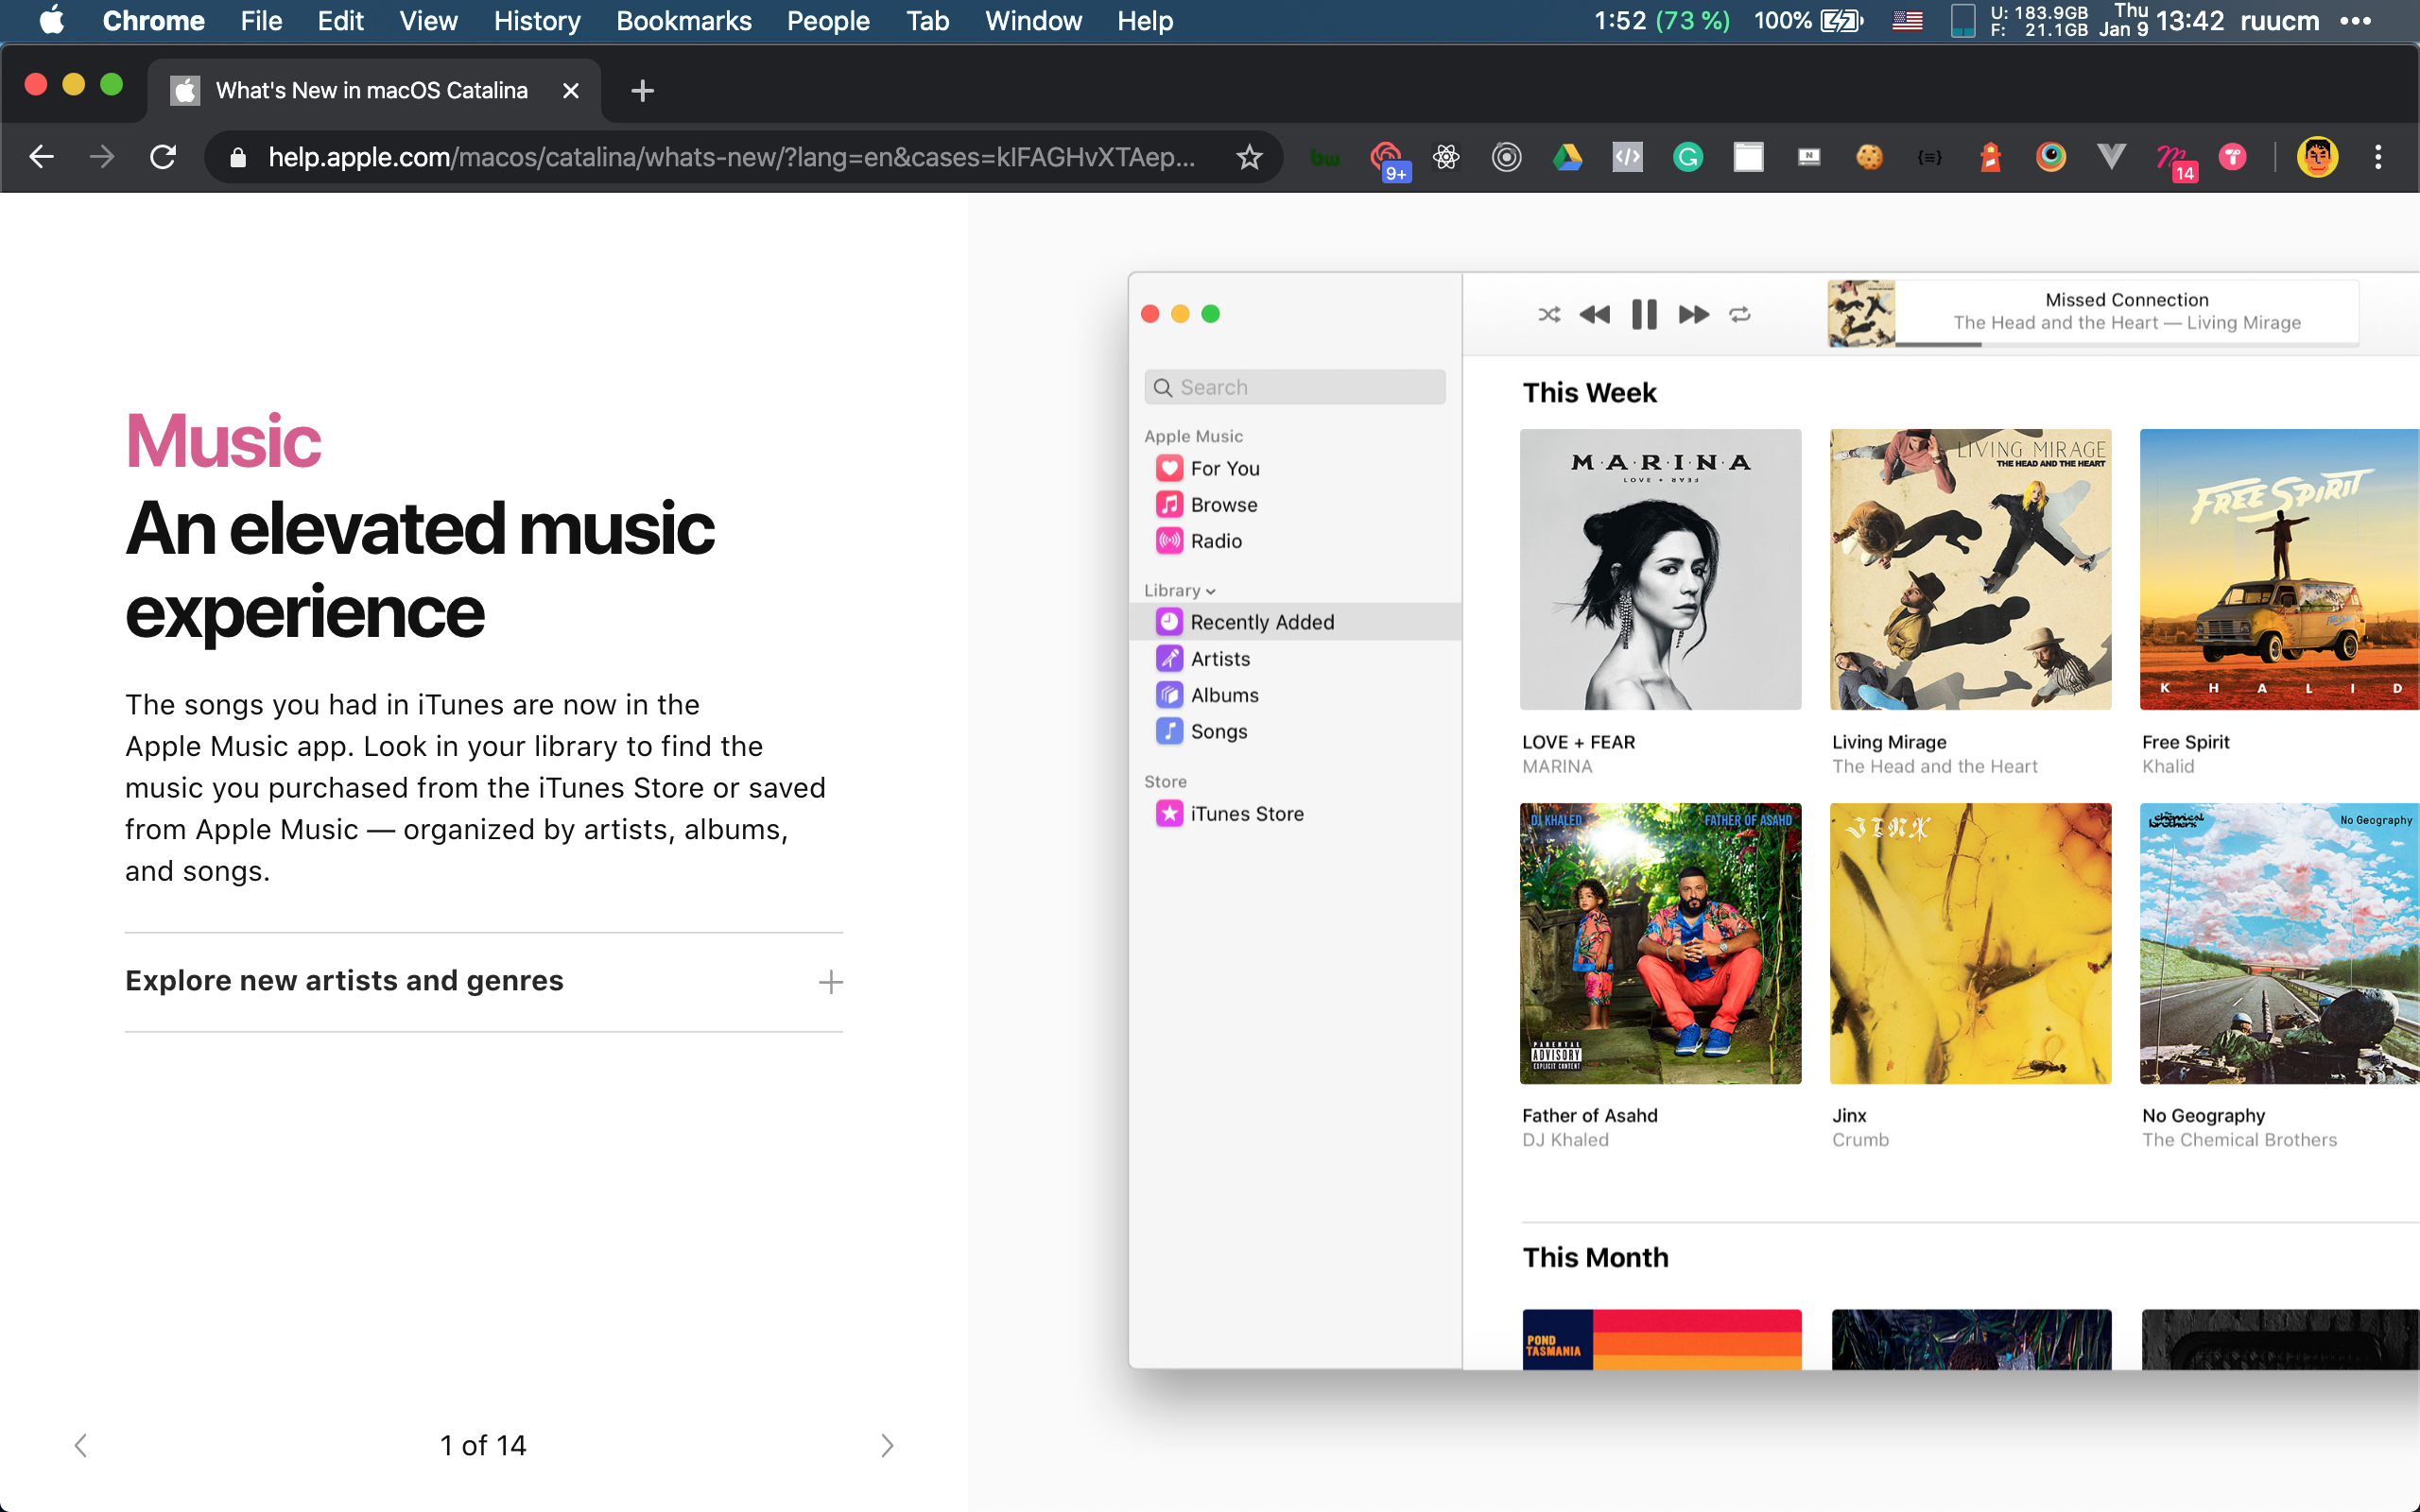 Chrome File Edit View History Bookmarks People Tab Window Help
1:52 (73 %) 100% U: 183.9GB F: 21.1GB Thu Jan 9 13:42 ruucm •••
What's New in macOS Catalina
help.apple.com/macos/catalina/whats-new/?lang=en&cases=kIFAGHvXTAep...
bw
9+
N
{=}
14
Music
An elevated music
experience
The songs you had in iTunes are now in the
Apple Music app. Look in your library to find the
music you purchased from the iTunes Store or saved
from Apple Music — organized by artists, albums,
and songs.
Explore new artists and genres
1 of 14
Missed Connection
The Head and the Heart — Living Mirage
Search
Apple Music
For You
Browse
Radio
Library
Recently Added
Artists
Albums
Songs
Store
iTunes Store
This Week
M·A·R·I·N·A
LOVE + FEAR
LIVING MIRAGE
THE HEAD AND THE HEART
FREE SPIRIT
KHALID
LOVE + FEAR
MARINA
Living Mirage
The Head and the Heart
Free Spirit
Khalid
DJ KHALED
FATHER OF ASAHD
PARENTAL
ADVISORY
EXPLICIT CONTENT
JINX
the chemical
brothers
No Geography
Father of Asahd
DJ Khaled
Jinx
Crumb
No Geography
The Chemical Brothers
This Month
POND
TASMANIA